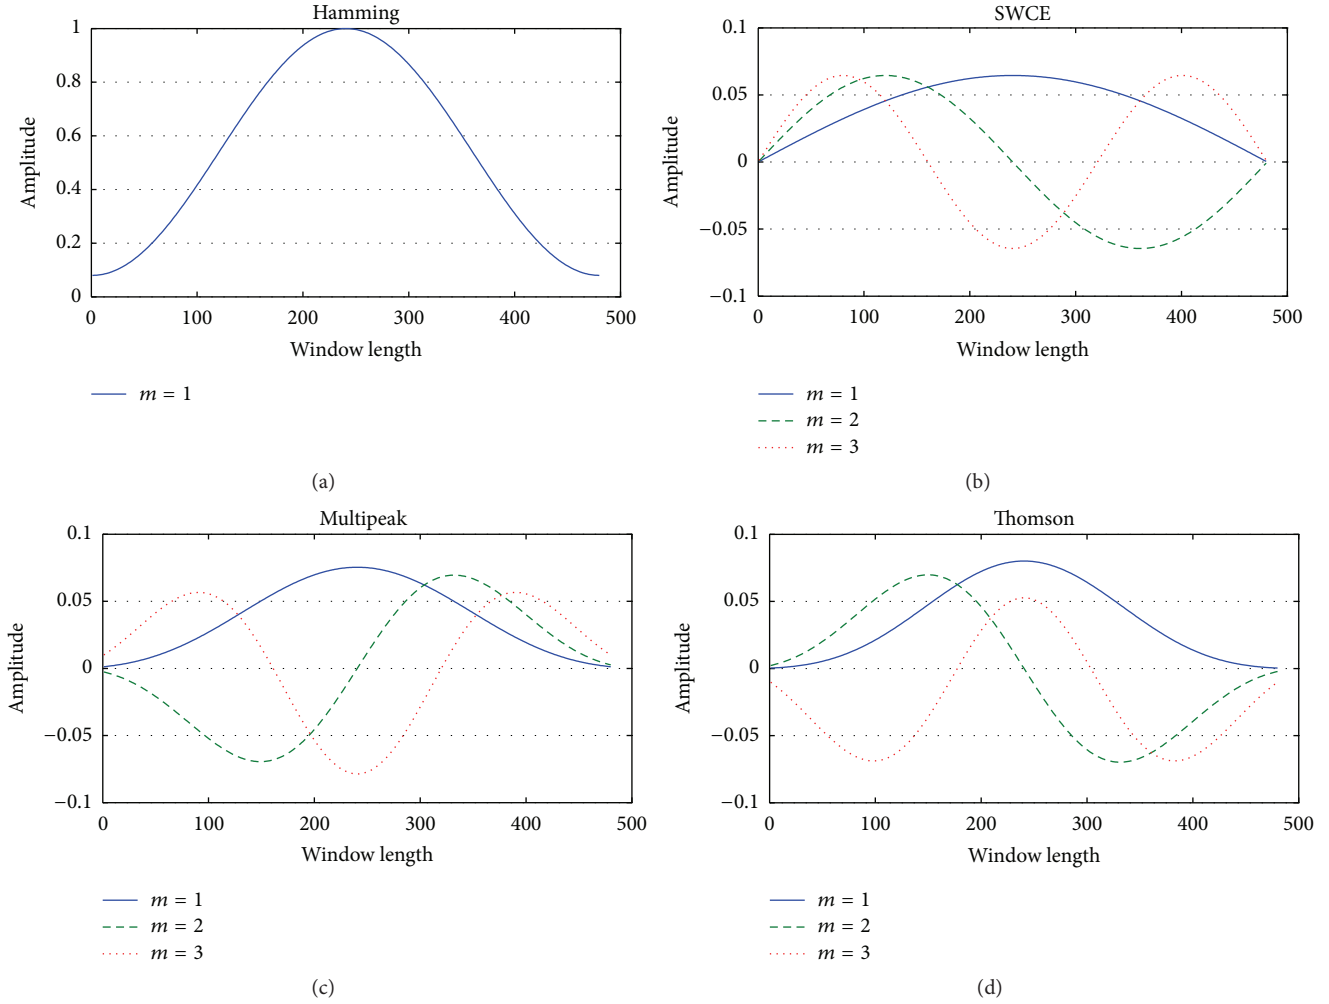 Hamming
1
0.8
0.6
0.4
0.2
0
Amplitude
0 100 200 300 400 500
Window length
m = 1
(a)
SWCE
0.1
0.05
0
−0.05
−0.1
Amplitude
0 100 200 300 400 500
Window length
m = 1
m = 2
m = 3
(b)
Multipeak
0.1
0.05
0
−0.05
−0.1
Amplitude
0 100 200 300 400 500
Window length
m = 1
m = 2
m = 3
(c)
Thomson
0.1
0.05
0
−0.05
−0.1
Amplitude
0 100 200 300 400 500
Window length
m = 1
m = 2
m = 3
(d)